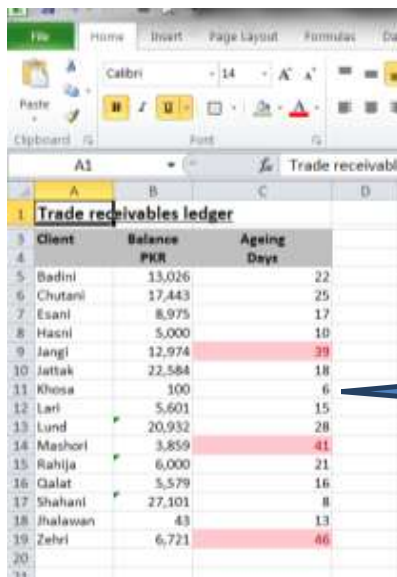 File Home Insert Page Layout Formulas Da
Calibri 14 A A
Paste B I U A
Clipboard Font
A1 fx Trade receivabl
A B C D
1 Trade receivables ledger
3 Client Balance Ageing
4 PKR Days
5 Badini 13,026 22
6 Chutani 17,443 25
7 Esani 8,975 17
8 Hasni 5,000 10
9 Jangi 12,974 39
10 Jattak 22,584 18
11 Khosa 100 6
12 Lari 5,601 15
13 Lund 20,932 28
14 Mashori 3,859 41
15 Rahija 6,000 21
16 Qalat 5,579 16
17 Shahani 27,101 8
18 Jhalawan 43 13
19 Zehri 6,721 46
20
21